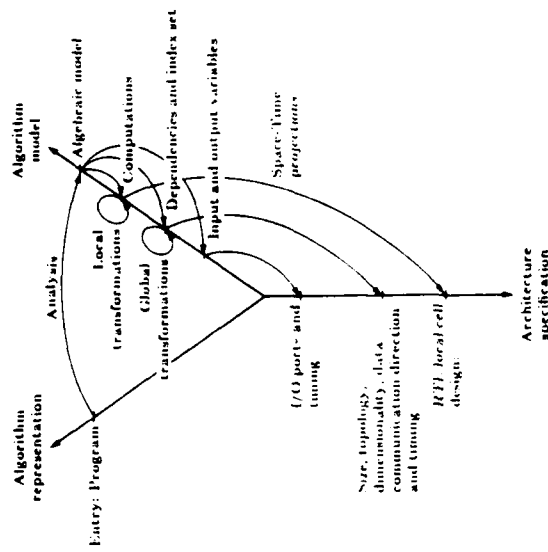 Algorithm
representation
Algorithm
model
Analysis
Entry: Program
Algebraic model
Computations
Dependencies and index set
Input and output variables
Local
transformations
Global
transformations
Space-Time
projections
I/O ports and
timing
Size, topology,
dimensionality, data
communication direction
and timing
RTL local cell
design
Architecture
specification